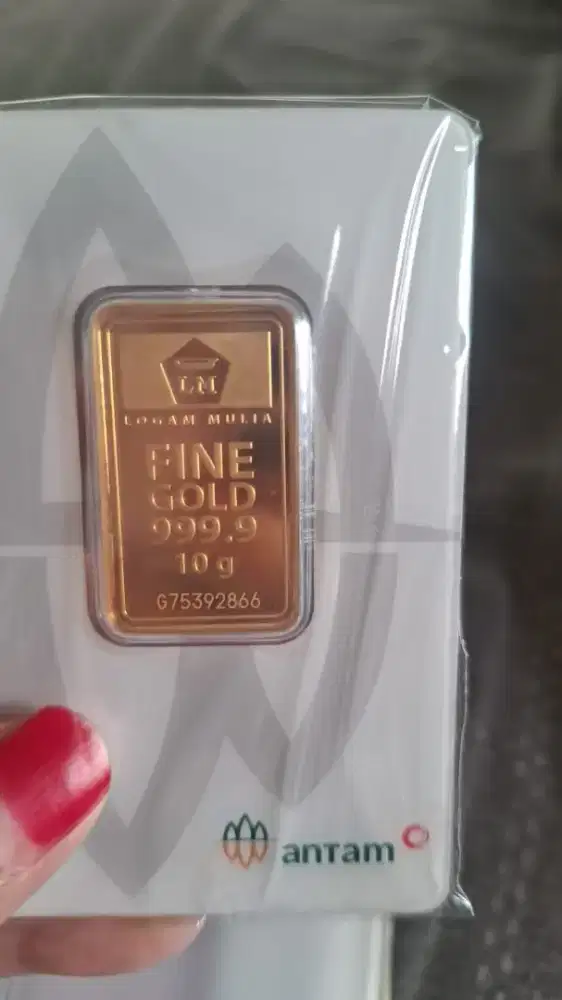 LM
LOGAM MULIA
FINE
GOLD
999.9
10 g
G75392866
antam